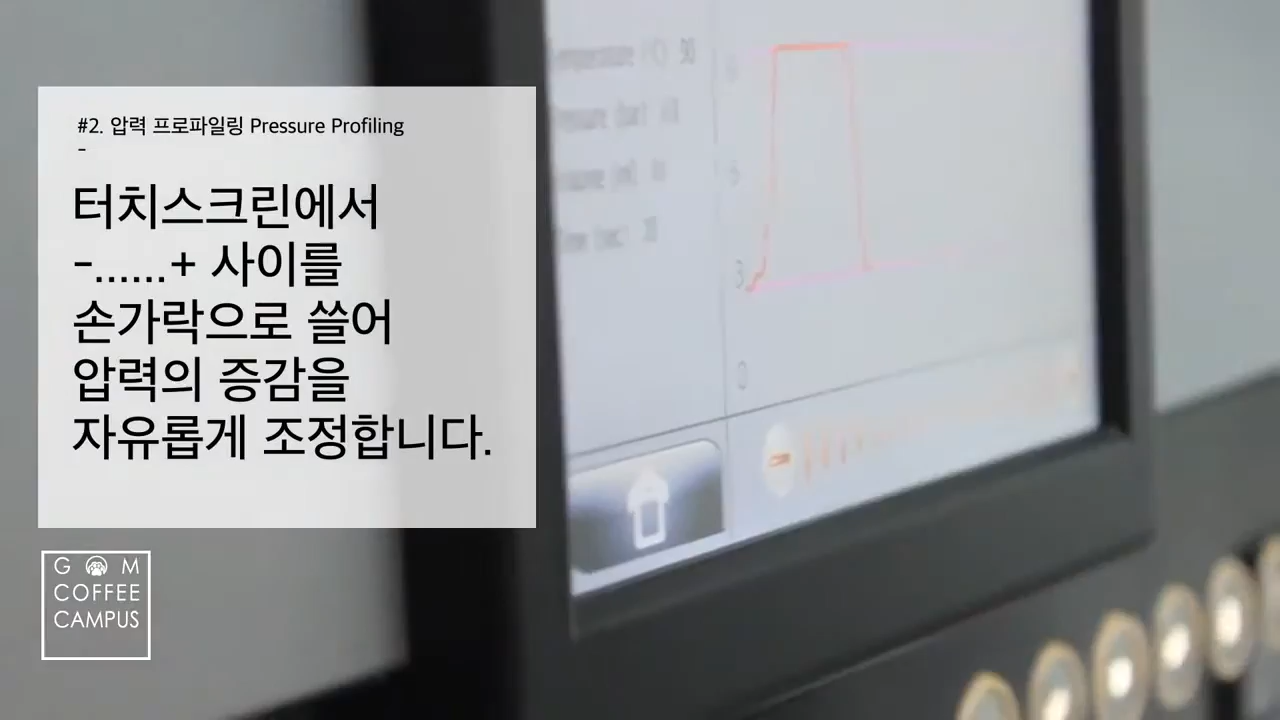 #2. 압력 프로파일링 Pressure Profiling
-
터치스크린에서
-......+ 사이를
손가락으로 쓸어
압력의 증감을
자유롭게 조정합니다.
G M
COFFEE
CAMPUS
3
0